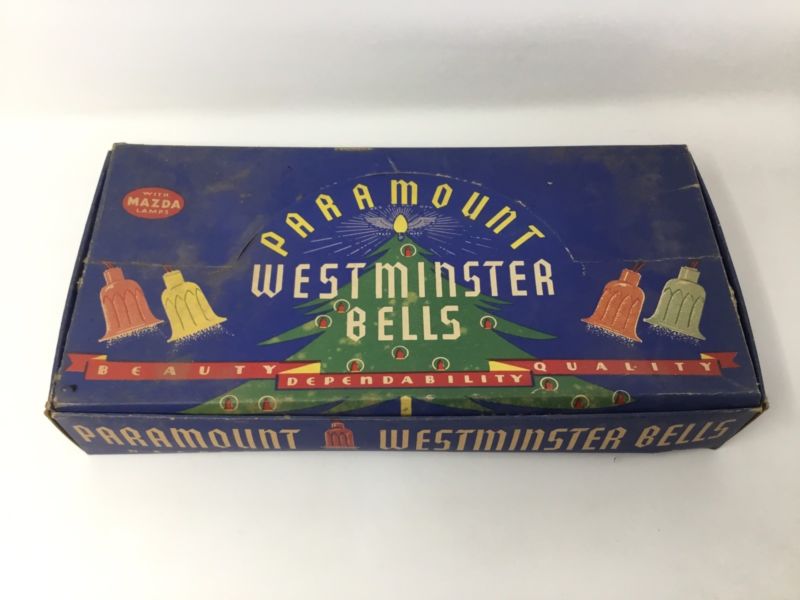 WITH
MAZDA
LAMPS
PARAMOUNT
WESTMINSTER
BELLS
BEAUTY
DEPENDABILITY
QUALITY
PARAMOUNT WESTMINSTER BELLS